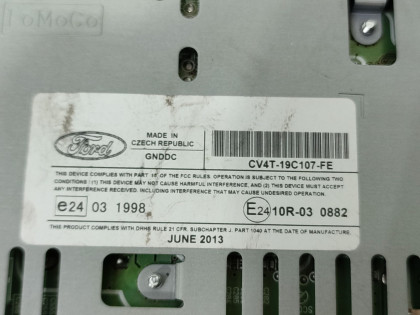 FoMoCo
Ford
MADE IN
CZECH REPUBLIC
GNDDC
CV4T-19C107-FE
THIS DEVICE COMPLIES WITH PART 15 OF THE FCC RULES. OPERATION IS SUBJECT TO THE FOLLOWING TWO
CONDITIONS : (1) THIS DEVICE MAY NOT CAUSE HARMFUL INTERFERENCE, AND (2) THIS DEVICE MUST ACCEPT
ANY INTERFERENCE RECEIVED, INCLUDING INTERFERENCE THAT MAY CAUSE UNDESIRED OPERATION.
e24 03 1998
E24 10R-03 0882
THIS PRODUCT COMPLIES WITH DHHS RULE 21 CFR, SUBCHAPTER J, PART 1040 AT THE DATE OF MANUFACTURE.
JUNE 2013